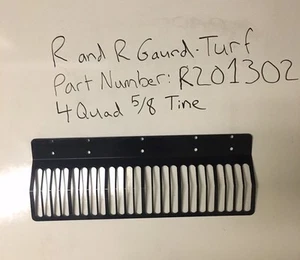 R and R Gaurd-Turf
Part Number: R201302
4 Quad 5/8 Tine